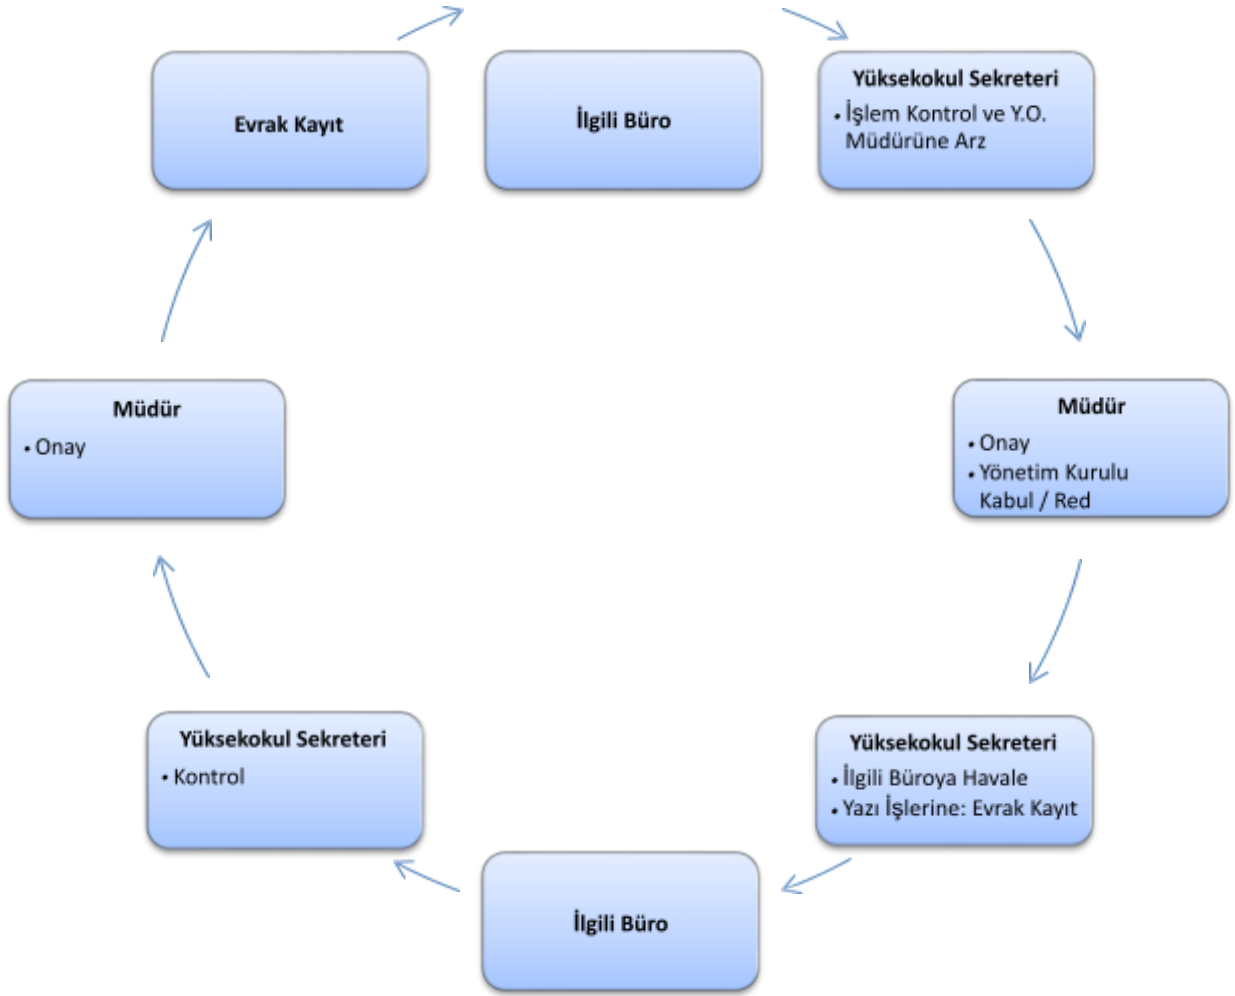 Evrak Kayıt
İlgili Büro
Yüksekokul Sekreteri
• İşlem Kontrol ve Y.O.
Müdürüne Arz
Müdür
• Onay
• Yönetim Kurulu
Kabul / Red
Yüksekokul Sekreteri
• İlgili Büroya Havale
• Yazı İşlerine: Evrak Kayıt
İlgili Büro
Yüksekokul Sekreteri
• Kontrol
Müdür
• Onay